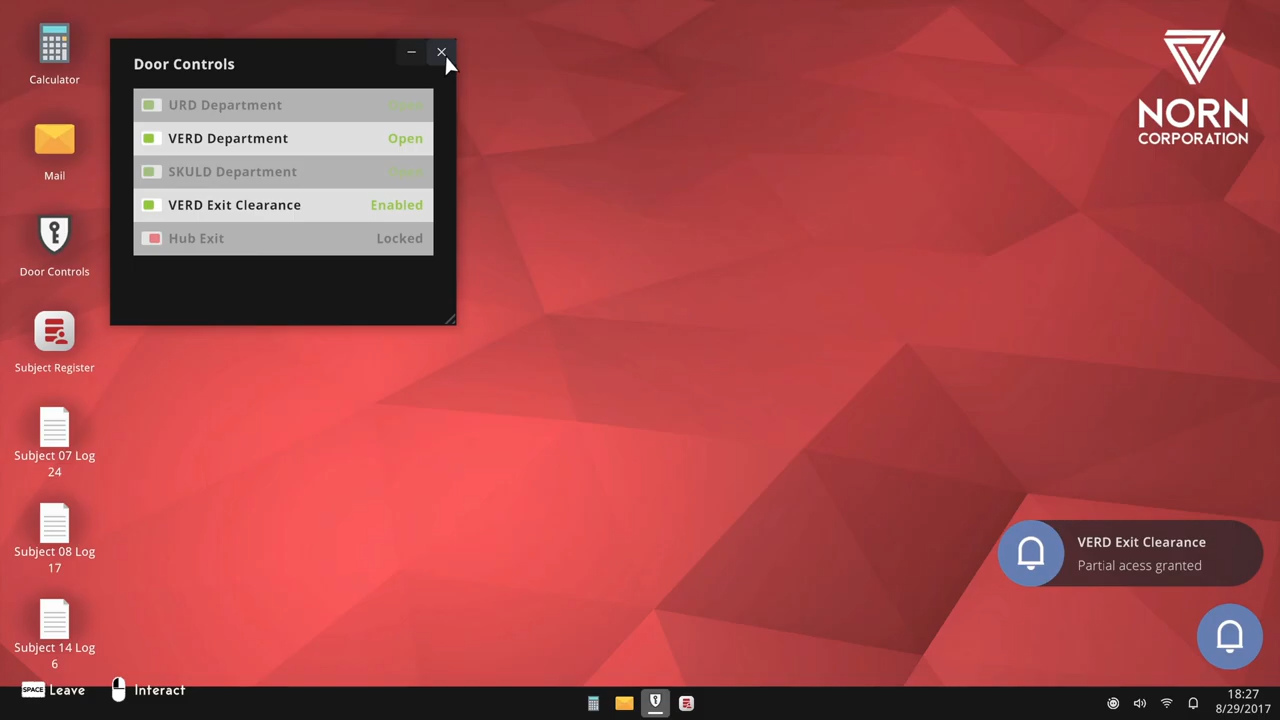 Calculator
Mail
Door Controls
Subject Register
Subject 07 Log
24
Subject 08 Log
17
Subject 14 Log
6
Door Controls
URD Department Open
VERD Department Open
SKULD Department Open
VERD Exit Clearance Enabled
Hub Exit Locked
NORN
CORPORATION
VERD Exit Clearance
Partial acess granted
SPACE Leave
Interact
18:27
8/29/2017